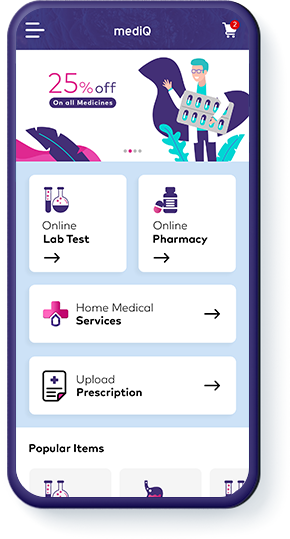 mediQ
2
25% off
On all Medicines
Online
Lab Test
Online
Pharmacy
Home Medical
Services
Upload
Prescription
Popular Items